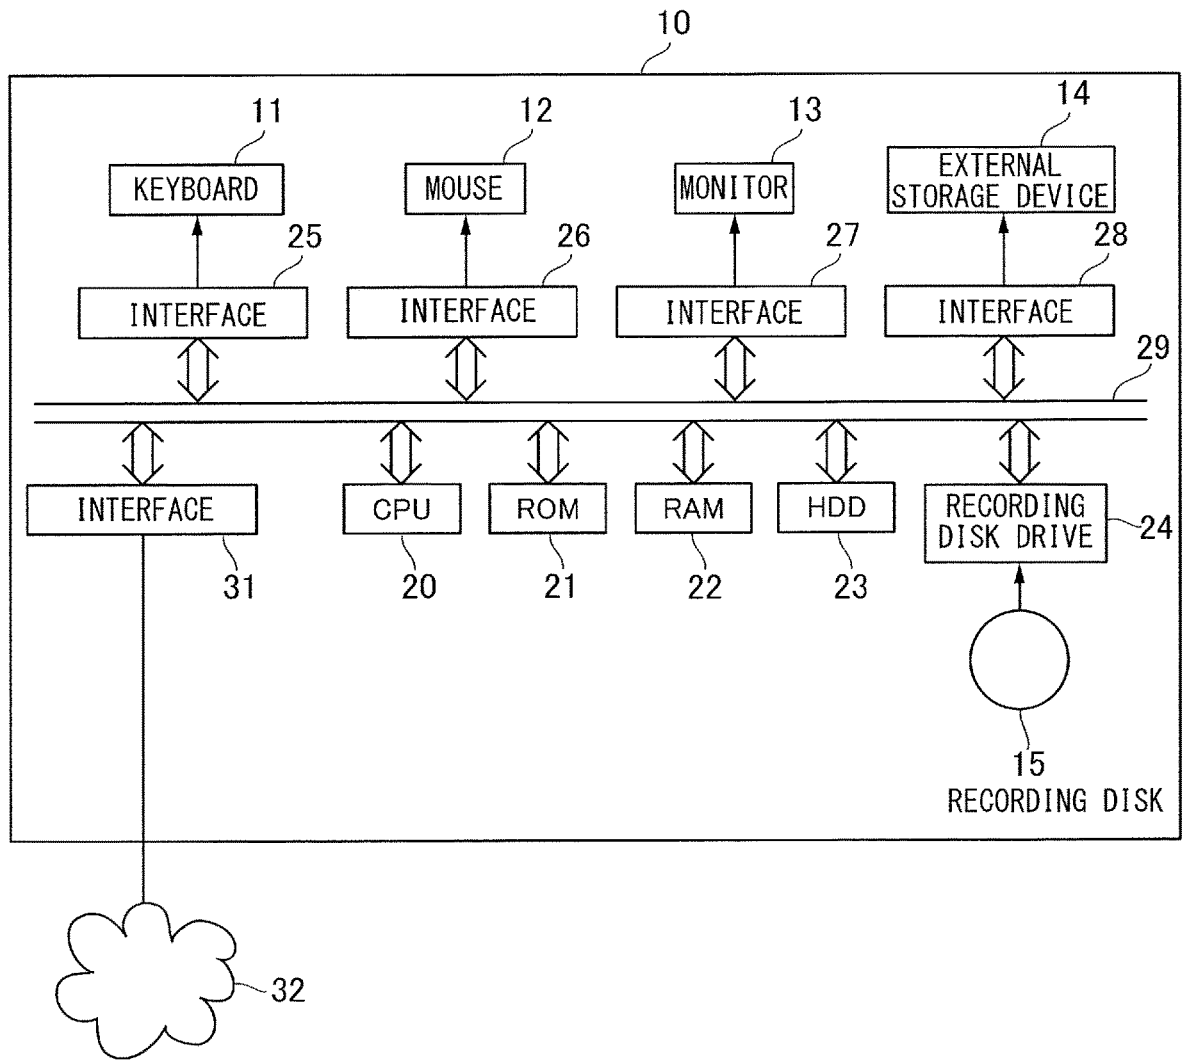 10
11
12
13
14
KEYBOARD
MOUSE
MONITOR
EXTERNAL
STORAGE DEVICE
25
26
27
28
INTERFACE
INTERFACE
INTERFACE
INTERFACE
29
INTERFACE
CPU
ROM
RAM
HDD
RECORDING
DISK DRIVE
24
31
20
21
22
23
15
RECORDING DISK
32